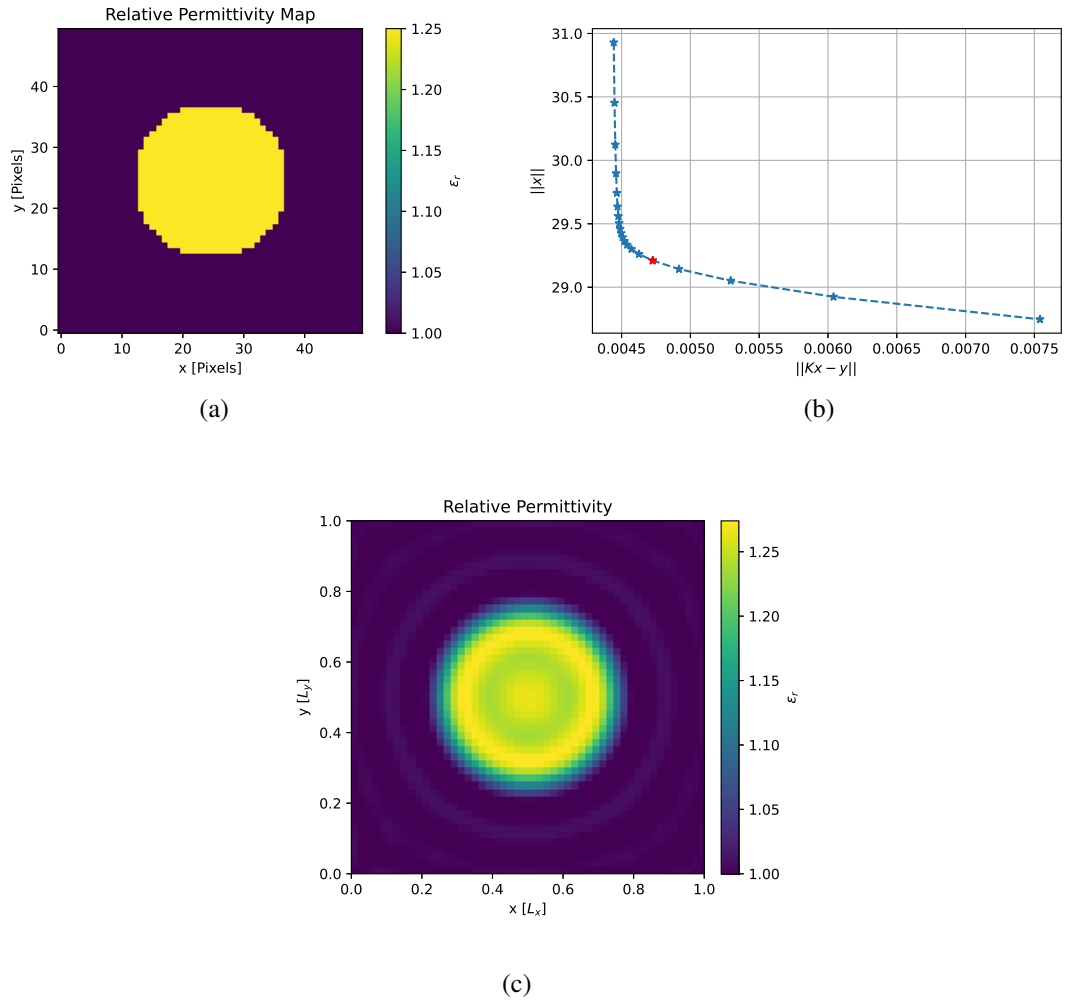 Relative Permittivity Map
40
30
20
10
0
y [Pixels]
0 10 20 30 40
x [Pixels]
1.25
1.20
1.15
1.10
1.05
1.00
εr
(a)
31.0
30.5
30.0
29.5
29.0
||x||
0.0045 0.0050 0.0055 0.0060 0.0065 0.0070 0.0075
||Kx − y||
(b)
Relative Permittivity
1.0
0.8
0.6
0.4
0.2
0.0
y [Ly]
0.0 0.2 0.4 0.6 0.8 1.0
x [Lx]
1.25
1.20
1.15
1.10
1.05
1.00
εr
(c)